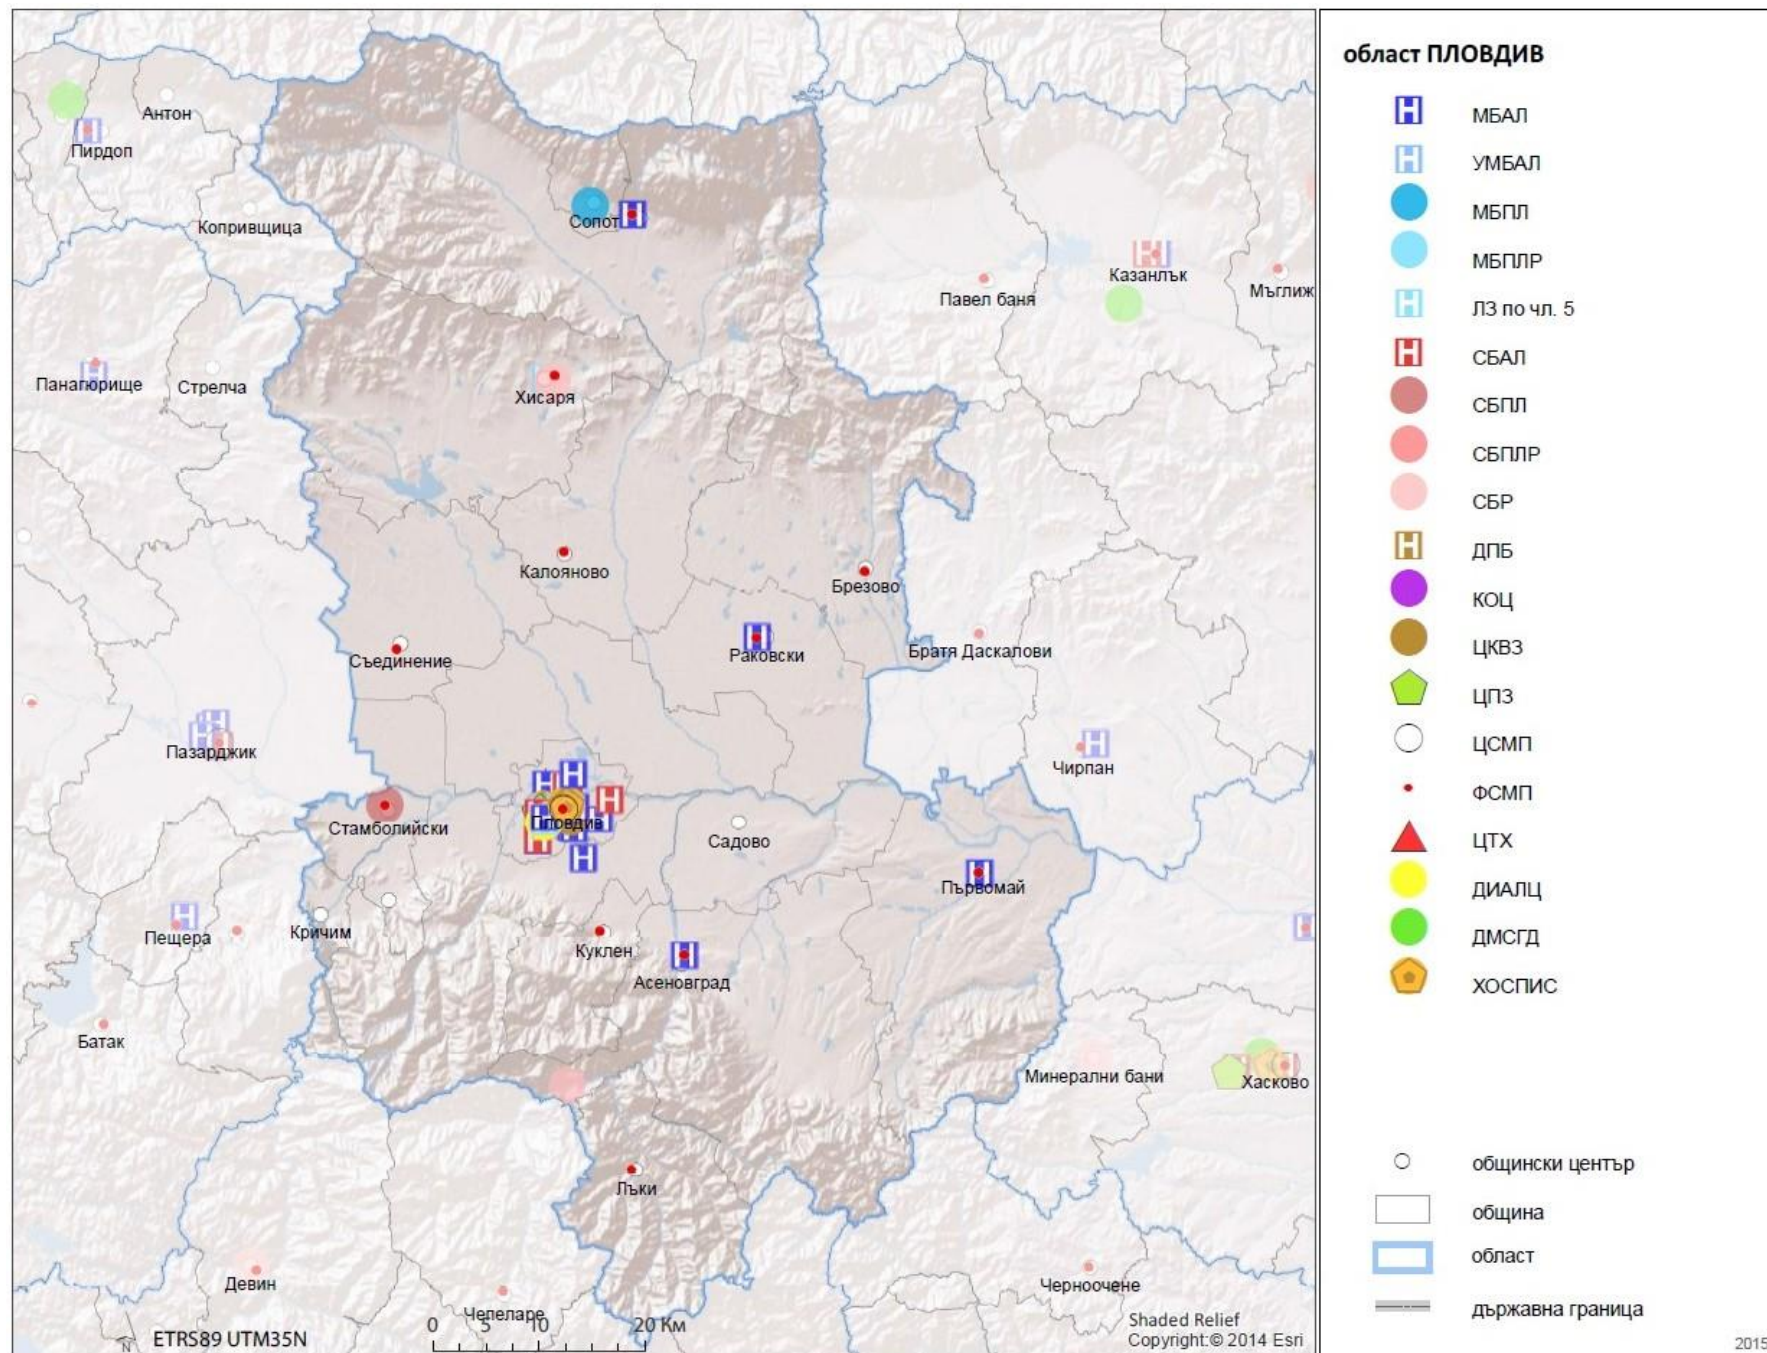 област ПЛОВДИВ
МБАЛ
УМБАЛ
МБПЛ
МБПЛР
ЛЗ по чл. 5
СБАЛ
СБПЛ
СБПЛР
СБР
ДПБ
КОЦ
ЦКВЗ
ЦПЗ
ЦСМП
ФСМП
ЦТХ
ДИАЛЦ
ДМСГД
ХОСПИС
общински център
община
област
държавна граница
2015
Антон
Пирдоп
Копривщица
Сопот
Казанлък
Павел баня
Мъглиж
Панагюрище
Стрелча
Хисаря
Калояново
Брезово
Съединение
Раковски
Братя Даскалови
Пазарджик
Чирпан
Стамболийски
Пловдив
Садово
Първомай
Пещера
Кричим
Куклен
Асеновград
Батак
Минерални бани
Хасково
Лъки
Девин
Чепеларе
Черноочене
N
ETRS89 UTM35N
0 5 10 20 Км
Shaded Relief
Copyright:© 2014 Esri